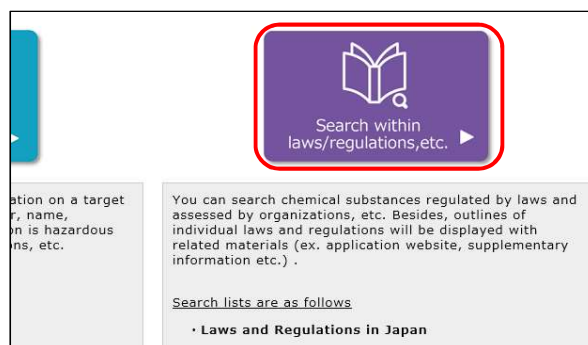 Search within
laws/regulations,etc.
ation on a target
r, name,
on is hazardous
ns, etc.
You can search chemical substances regulated by laws and
assessed by organizations, etc. Besides, outlines of
individual laws and regulations will be displayed with
related materials (ex. application website, supplementary
information etc.) .
Search lists are as follows
・Laws and Regulations in Japan